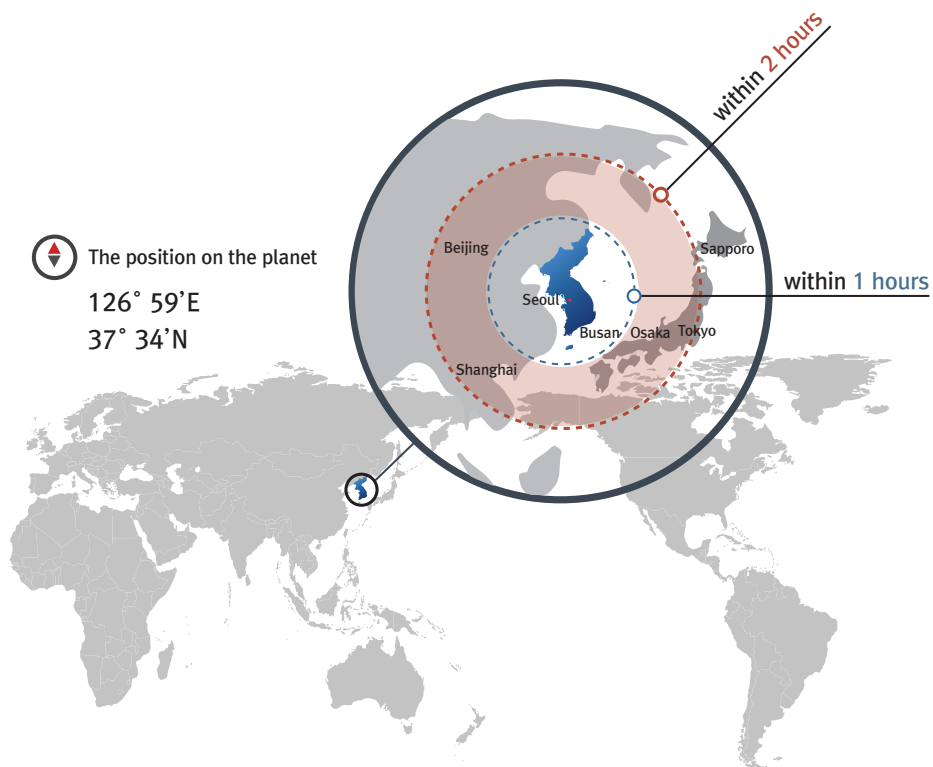 within 2 hours
The position on the planet
126° 59’E
37° 34’N
Beijing
Sapporo
within 1 hours
Seoul
Busan
Osaka
Tokyo
Shanghai